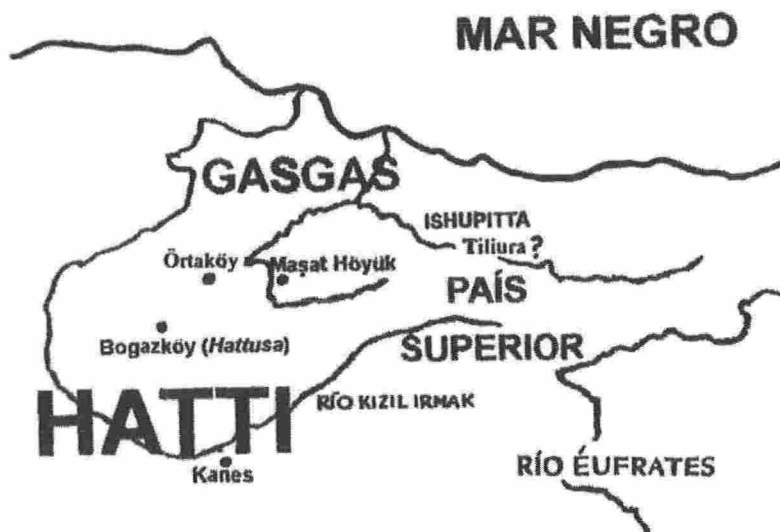 MAR NEGRO
GASGAS
ISHUPITTA
Tiliura?
Örtaköy
Maşat Höyük
PAÍS
SUPERIOR
Bogazköy (Hattusa)
HATTI
RÍO KIZIL IRMAK
Kanes
RÍO ÉUFRATES